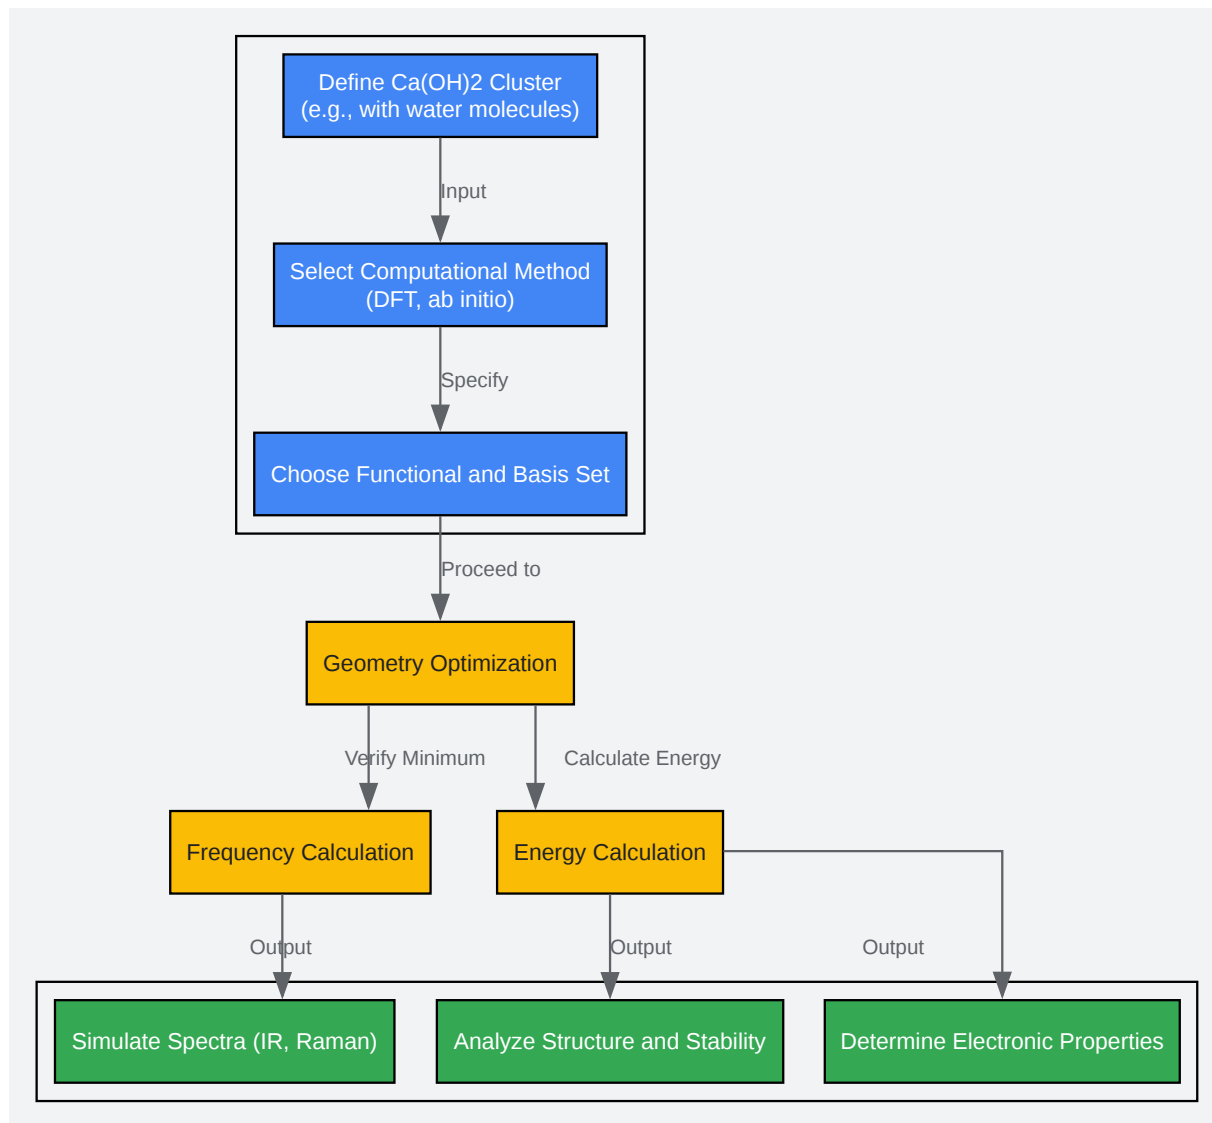 Define Ca(OH)2 Cluster
(e.g., with water molecules)
Input
Select Computational Method
(DFT, ab initio)
Specify
Choose Functional and Basis Set
Proceed to
Geometry Optimization
Verify Minimum
Calculate Energy
Frequency Calculation
Energy Calculation
Output
Output
Output
Simulate Spectra (IR, Raman)
Analyze Structure and Stability
Determine Electronic Properties